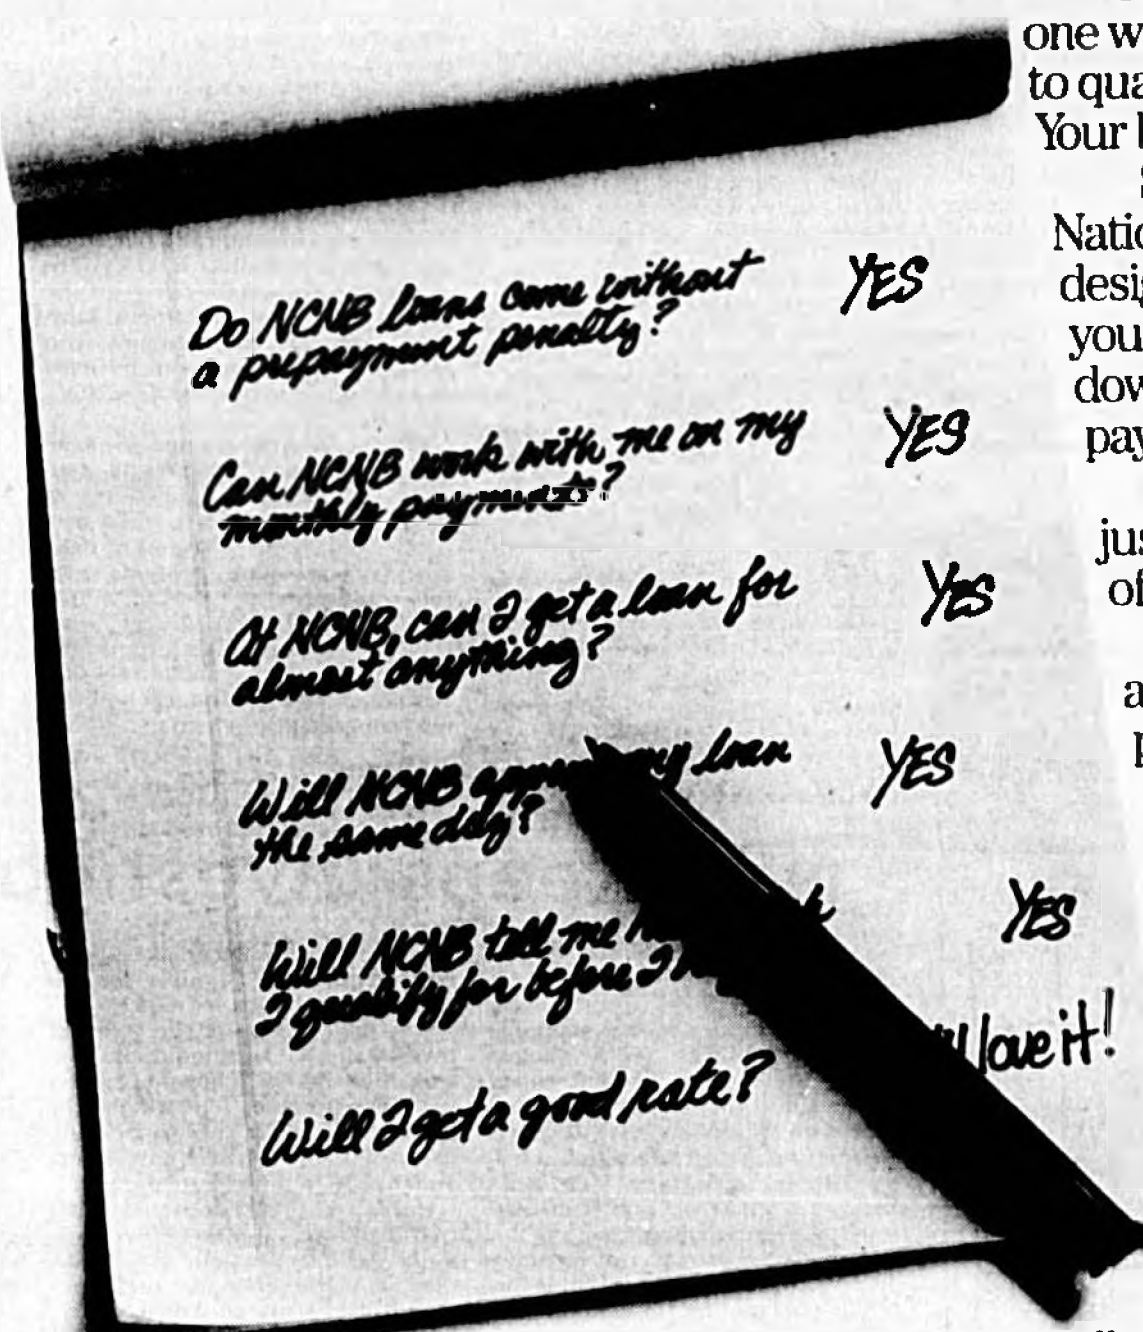 one w
to qua
Your
Natio
desig
you
dow
pay
jus
of
a
p
Do NCNB loans come without YES
a prepayment penalty?
Can NCNB work with me on my YES
monthly payments?
At NCNB, can I get a loan for YES
almost anything?
Will NCNB my loan YES
the same day?
Will NCNB tell me YES
I qualify for before I
love it!
Will I get a good rate?